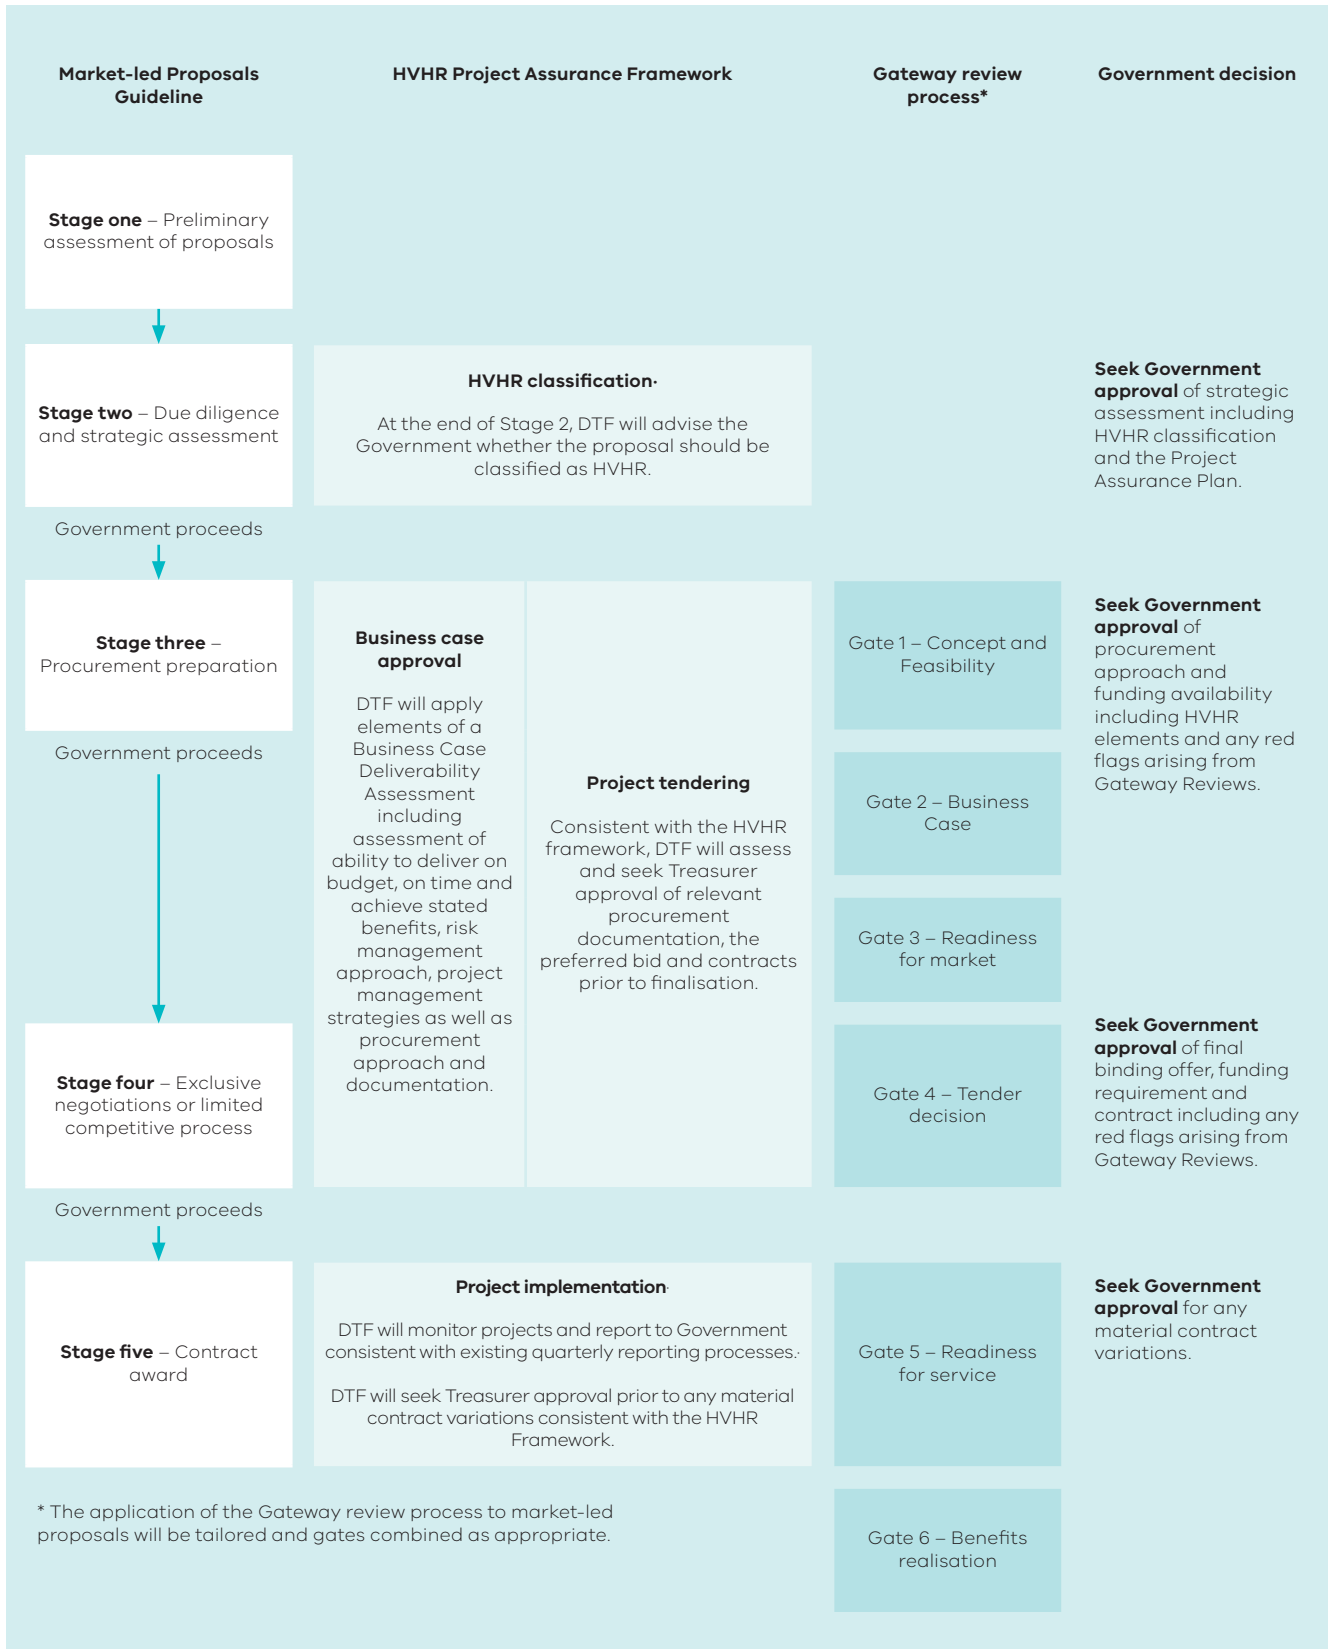 Market-led Proposals
Guideline
HVHR Project Assurance Framework
Gateway review
process*
Government decision
Stage one – Preliminary
assessment of proposals
Stage two – Due diligence
and strategic assessment
HVHR classification·
At the end of Stage 2, DTF will advise the
Government whether the proposal should be
classified as HVHR.
Seek Government
approval of strategic
assessment including
HVHR classification
and the Project
Assurance Plan.
Government proceeds
Stage three –
Procurement preparation
Government proceeds
Business case
approval
DTF will apply
elements of a
Business Case
Deliverability
Assessment
including
assessment of
ability to deliver on
budget, on time and
achieve stated
benefits, risk
management
approach, project
management
strategies as well as
procurement
approach and
documentation.
Project tendering
Consistent with the HVHR
framework, DTF will assess
and seek Treasurer
approval of relevant
procurement
documentation, the
preferred bid and contracts
prior to finalisation.
Gate 1 – Concept and
Feasibility
Gate 2 – Business
Case
Gate 3 – Readiness
for market
Gate 4 – Tender
decision
Seek Government
approval of
procurement
approach and
funding availability
including HVHR
elements and any red
flags arising from
Gateway Reviews.
Stage four – Exclusive
negotiations or limited
competitive process
Seek Government
approval of final
binding offer, funding
requirement and
contract including any
red flags arising from
Gateway Reviews.
Government proceeds
Stage five – Contract
award
Project implementation·
DTF will monitor projects and report to Government
consistent with existing quarterly reporting processes.·
DTF will seek Treasurer approval prior to any material
contract variations consistent with the HVHR
Framework.
Gate 5 – Readiness
for service
Seek Government
approval for any
material contract
variations.
Gate 6 – Benefits
realisation
* The application of the Gateway review process to market-led
proposals will be tailored and gates combined as appropriate.